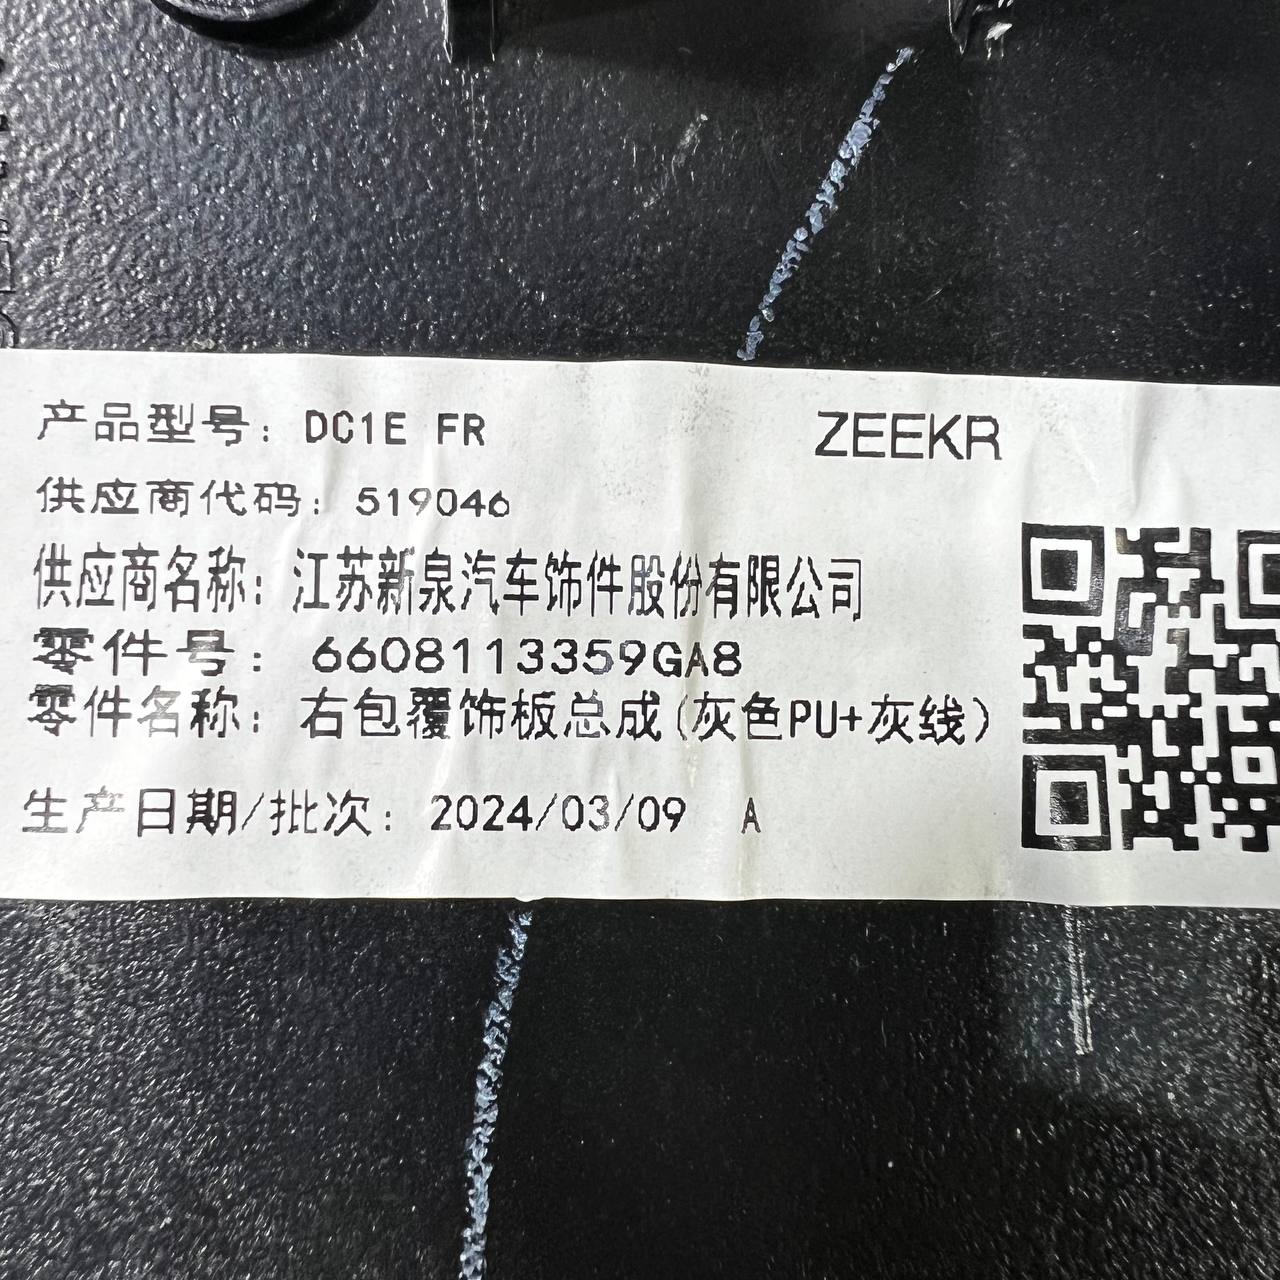 产品型号: DC1E FR
ZEEKR
供应商代码: 519046
供应商名称: 江苏新泉汽车饰件股份有限公司
零件号: 6608113359GA8
零件名称: 右包覆饰板总成(灰色PU+灰线)
生产日期/批次: 2024/03/09 A